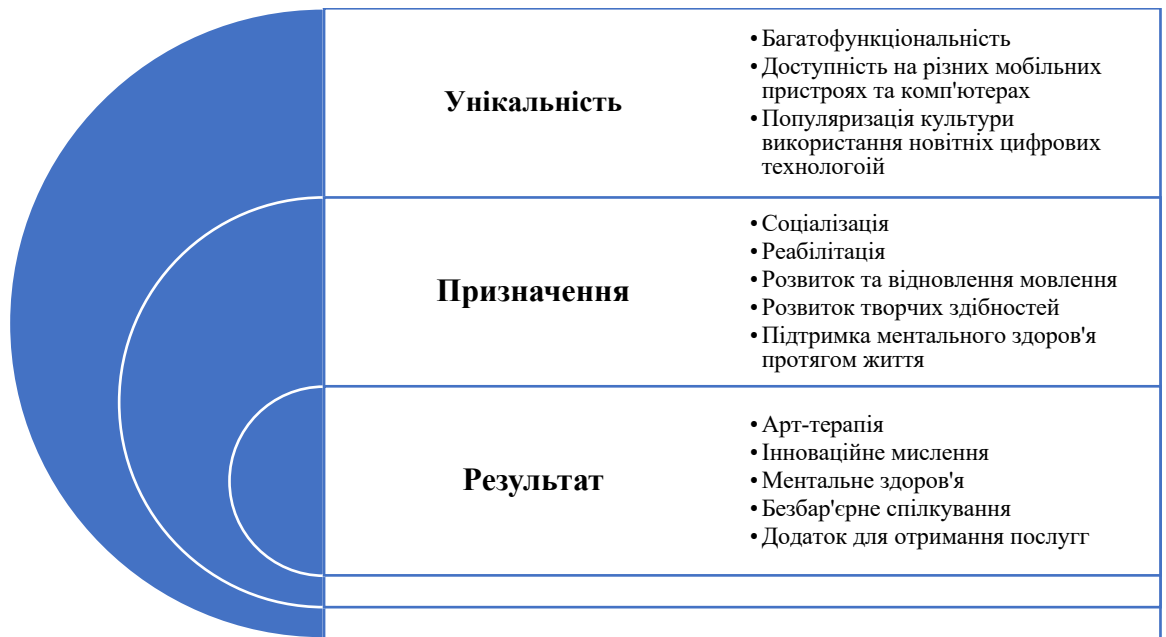 Унікальність
• Багатофункціональність
• Доступність на різних мобільних
пристроях та комп'ютерах
• Популяризація культури
використання новітніх цифрових
технологоій
Призначення
• Соціалізація
• Реабілітація
• Розвиток та відновлення мовлення
• Розвиток творчих здібностей
• Підтримка ментального здоров'я
протягом життя
Результат
• Арт-терапія
• Інноваційне мислення
• Ментальне здоров'я
• Безбар'єрне спілкування
• Додаток для отримання послугг